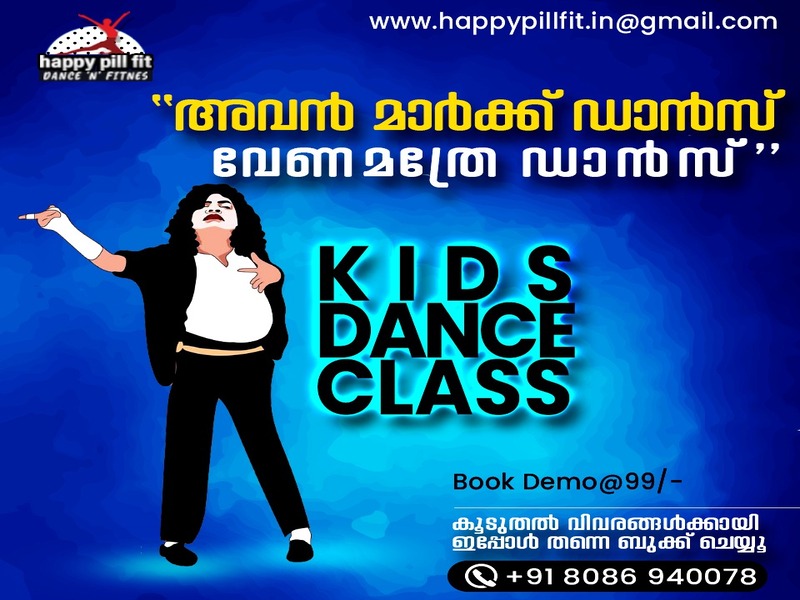 www.happypillfit.in@gmail.com
happy pill fit
DANCE 'N' FITNES
“അവൻ മാർക്ക് ഡാൻസ്
വേണമത്രേ ഡാൻസ്”
KIDS
DANCE
CLASS
Book Demo@99/-
കൂടുതൽ വിവരങ്ങൾക്കായി
ഇപ്പോൾ തന്നെ ബുക്ക് ചെയ്യൂ
+91 8086 940078